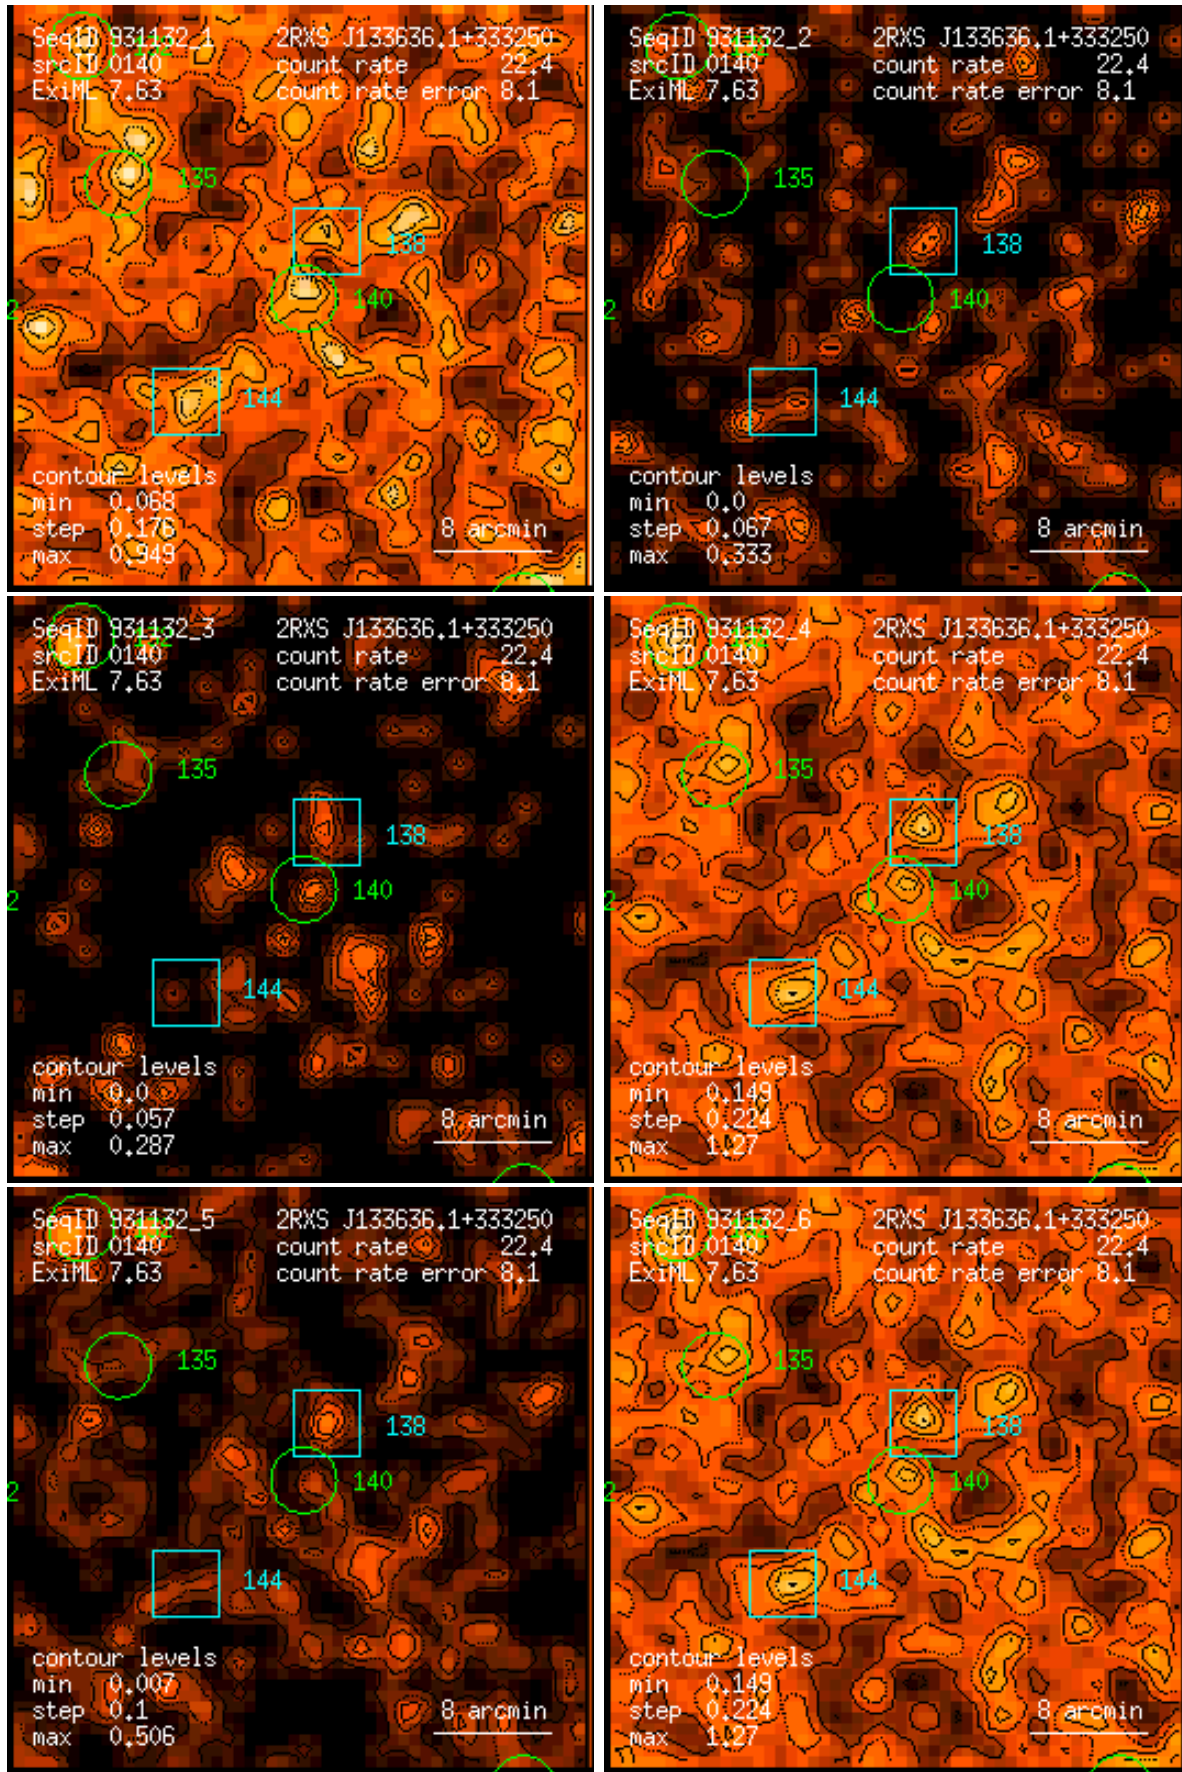 SeqID 931132_1 2RXS J133636.1+333250
srcID 0140 count rate 22.4
ExiML 7.63 count rate error 8.1
135
138
140
2
144
contour levels
min 0.068
step 0.176 8 arcmin
max 0.949
SeqID 931132_2 2RXS J133636.1+333250
srcID 0140 count rate 22.4
ExiML 7.63 count rate error 8.1
135
138
140
2
144
contour levels
min 0.0
step 0.067 8 arcmin
max 0.333
SeqID 931132_3 2RXS J133636.1+333250
srcID 0140 count rate 22.4
ExiML 7.63 count rate error 8.1
135
138
140
2
144
contour levels
min 0.0
step 0.057 8 arcmin
max 0.287
SeqID 931132_4 2RXS J133636.1+333250
srcID 0140 count rate 22.4
ExiML 7.63 count rate error 8.1
135
138
140
2
144
contour levels
min 0.149
step 0.224 8 arcmin
max 1.27
SeqID 931132_5 2RXS J133636.1+333250
srcID 0140 count rate 22.4
ExiML 7.63 count rate error 8.1
135
138
140
2
144
contour levels
min 0.007
step 0.1 8 arcmin
max 0.506
SeqID 931132_6 2RXS J133636.1+333250
srcID 0140 count rate 22.4
ExiML 7.63 count rate error 8.1
135
138
140
2
144
contour levels
min 0.149
step 0.224 8 arcmin
max 1.27